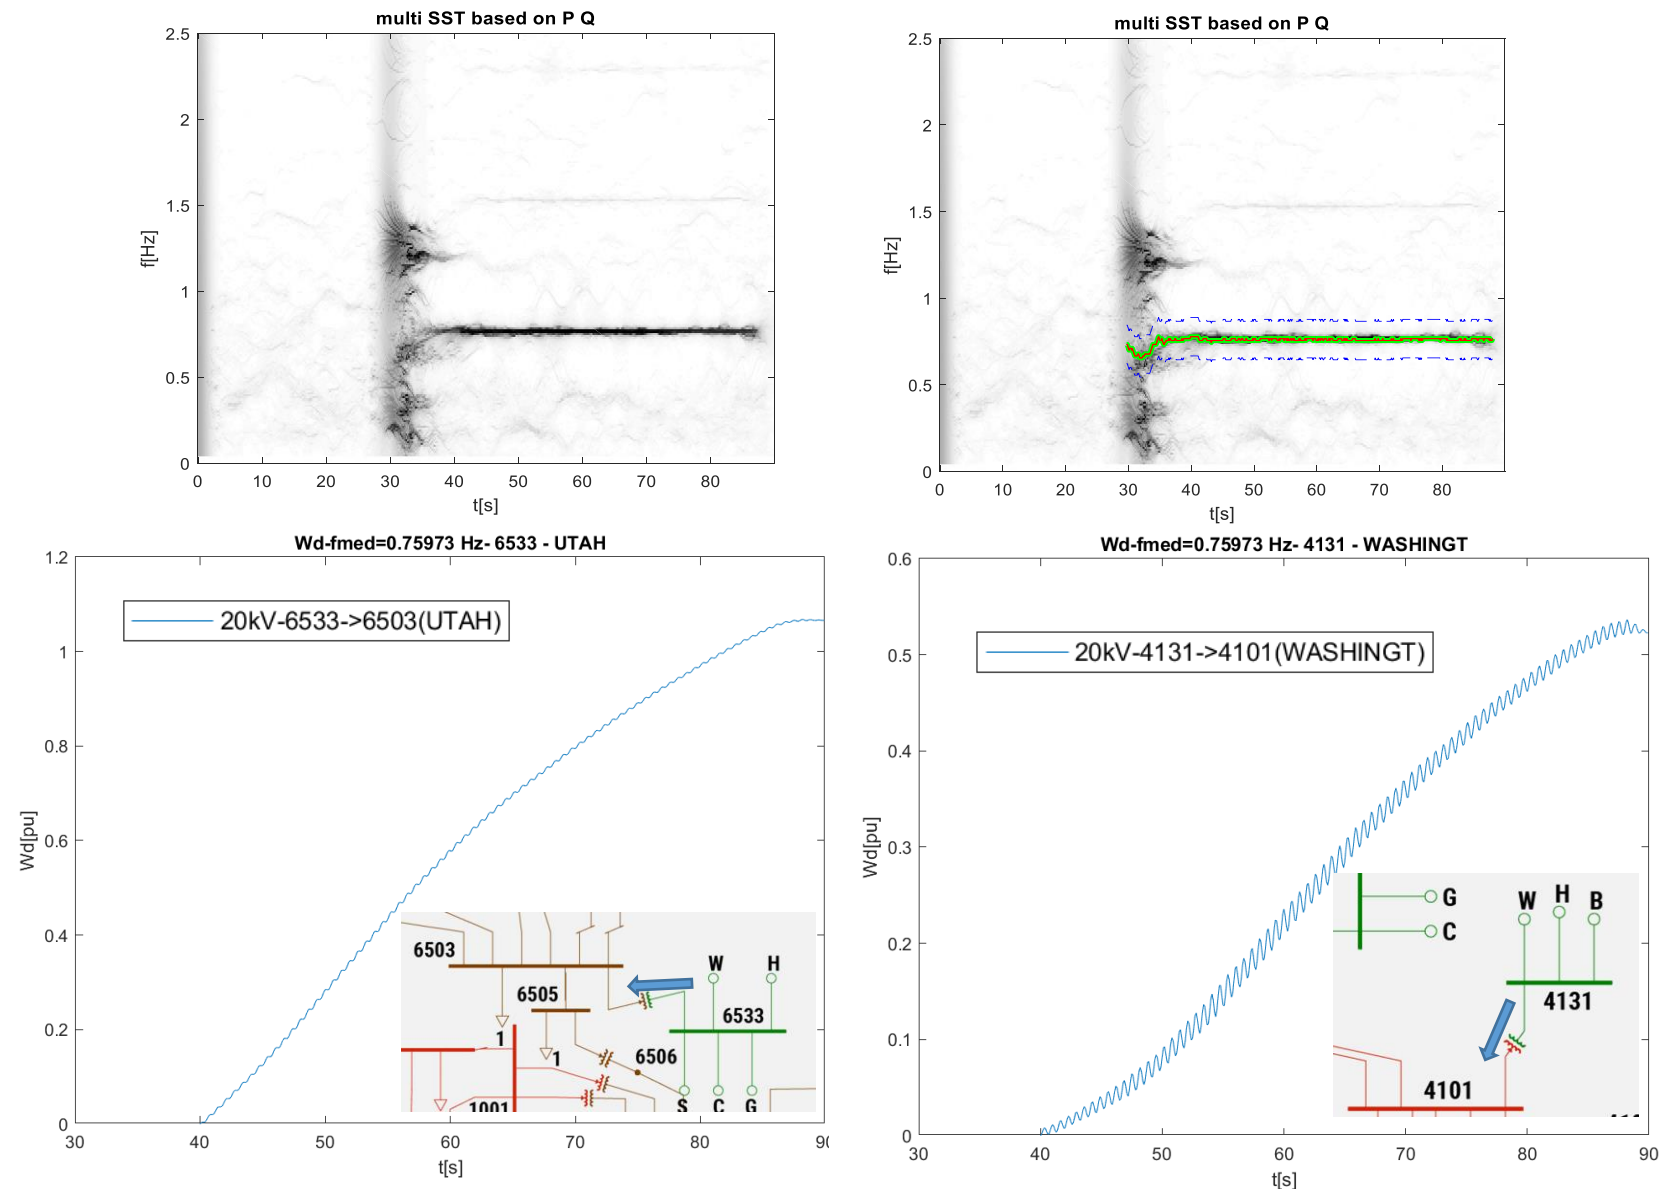 multi SST based on P Q
2.5
2
1.5
1
0.5
0
f[Hz]
0 10 20 30 40 50 60 70 80
t[s]
multi SST based on P Q
2.5
2
1.5
1
0.5
0
f[Hz]
0 10 20 30 40 50 60 70 80
t[s]
Wd-fmed=0.75973 Hz- 6533 - UTAH
1.2
1
0.8
0.6
0.4
0.2
0
Wd[pu]
20kV-6533->6503(UTAH)
6503
W H
6505
6533
1
1
6506
1001
S C G
30 40 50 60 70 80 90
t[s]
Wd-fmed=0.75973 Hz- 4131 - WASHINGT
0.6
0.5
0.4
0.3
0.2
0.1
0
Wd[pu]
20kV-4131->4101(WASHINGT)
G
C
W H B
4131
4101
30 40 50 60 70 80 90
t[s]